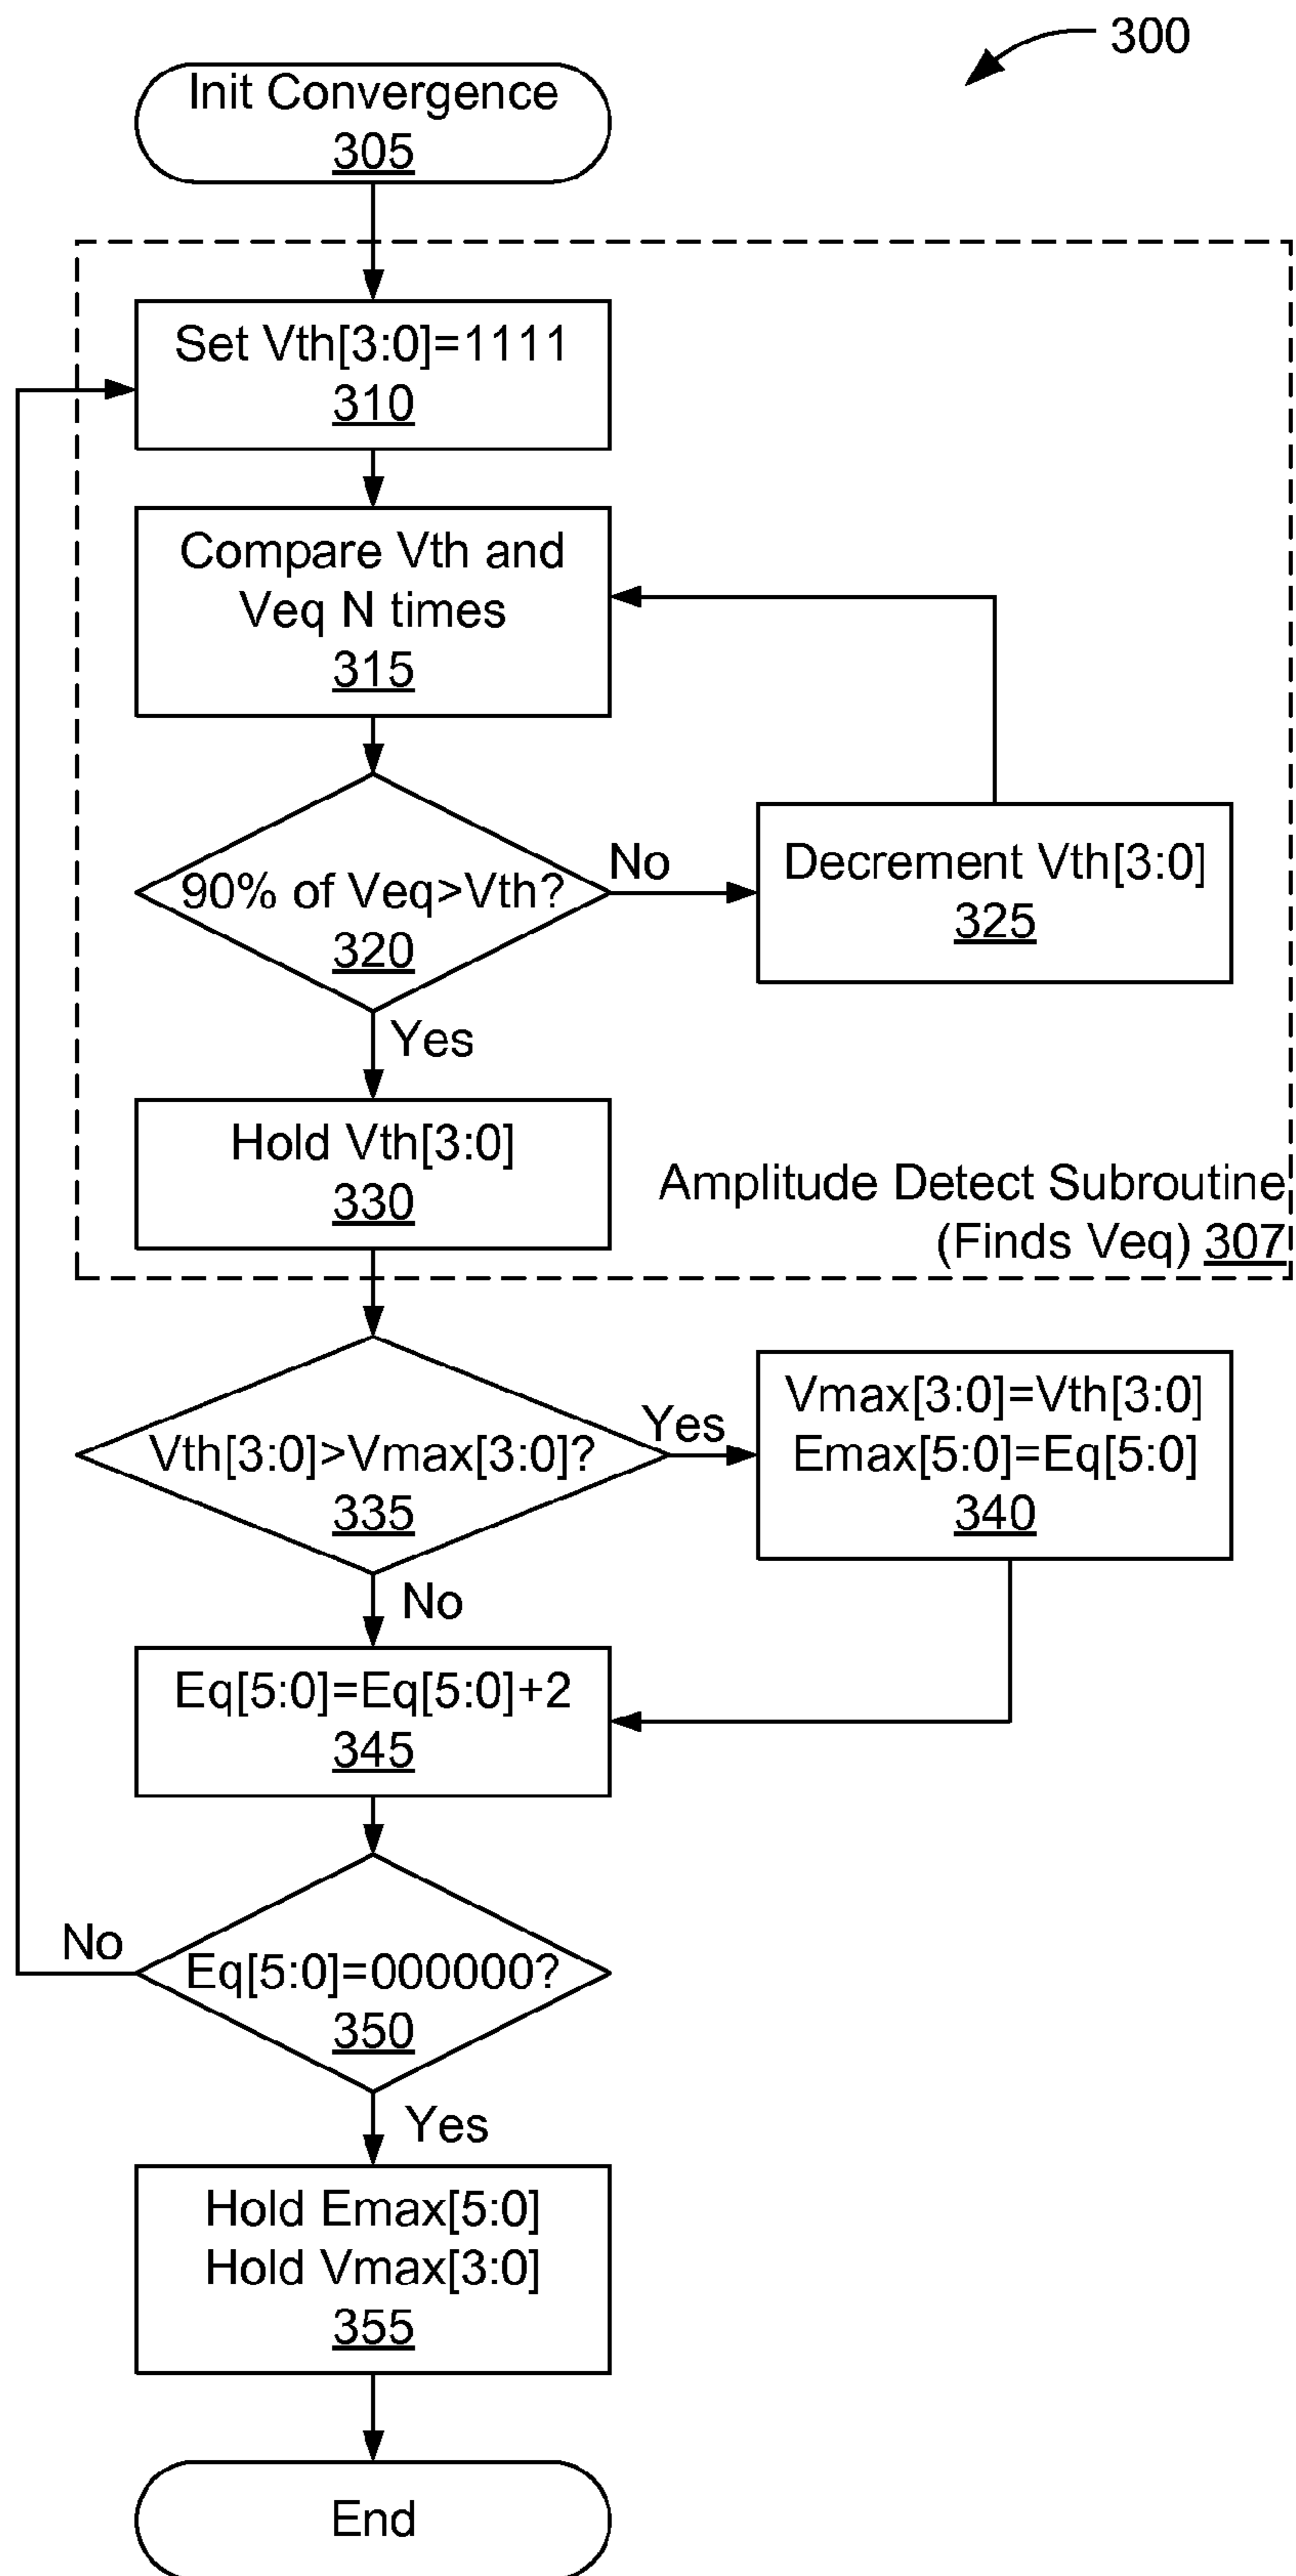 300
Init Convergence
305
Set Vth[3:0]=1111
310
Compare Vth and
Veq N times
315
90% of Veq>Vth?
320
No
Decrement Vth[3:0]
325
Yes
Hold Vth[3:0]
330
Amplitude Detect Subroutine
(Finds Veq) 307
Vth[3:0]>Vmax[3:0]?
335
Yes
Vmax[3:0]=Vth[3:0]
Emax[5:0]=Eq[5:0]
340
No
Eq[5:0]=Eq[5:0]+2
345
No
Eq[5:0]=000000?
350
Yes
Hold Emax[5:0]
Hold Vmax[3:0]
355
End